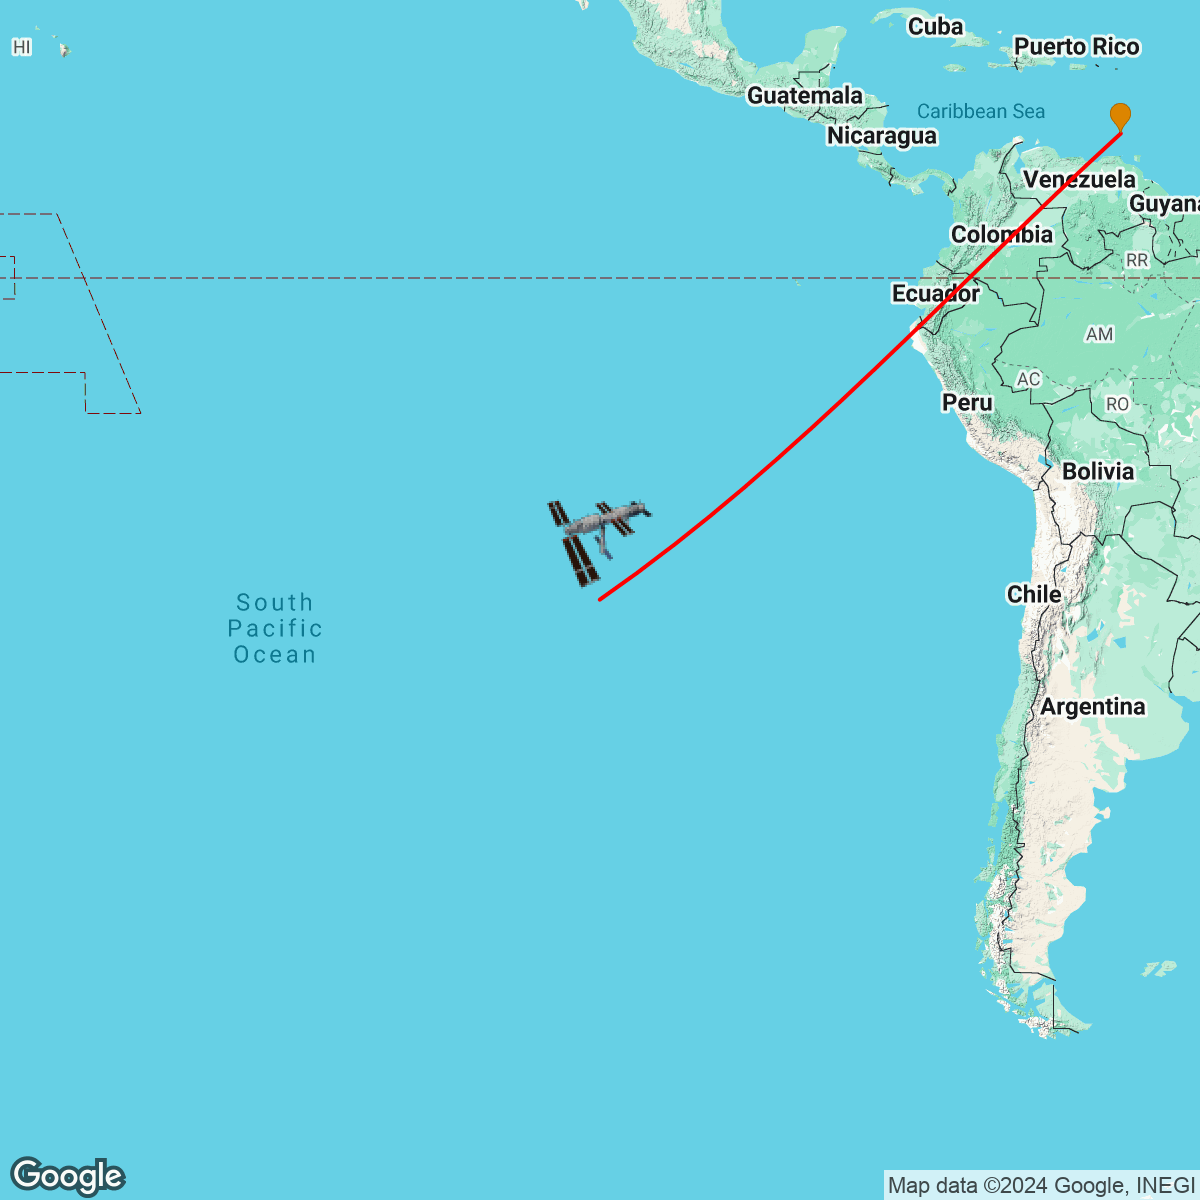 HI
Cuba
Puerto Rico
Guatemala
Caribbean Sea
Nicaragua
Venezuela
Guyana
Colombia
RR
Ecuador
AM
AC
Peru
RO
Bolivia
Chile
South
Pacific
Ocean
Argentina
Google
Map data ©2024 Google, INEGI